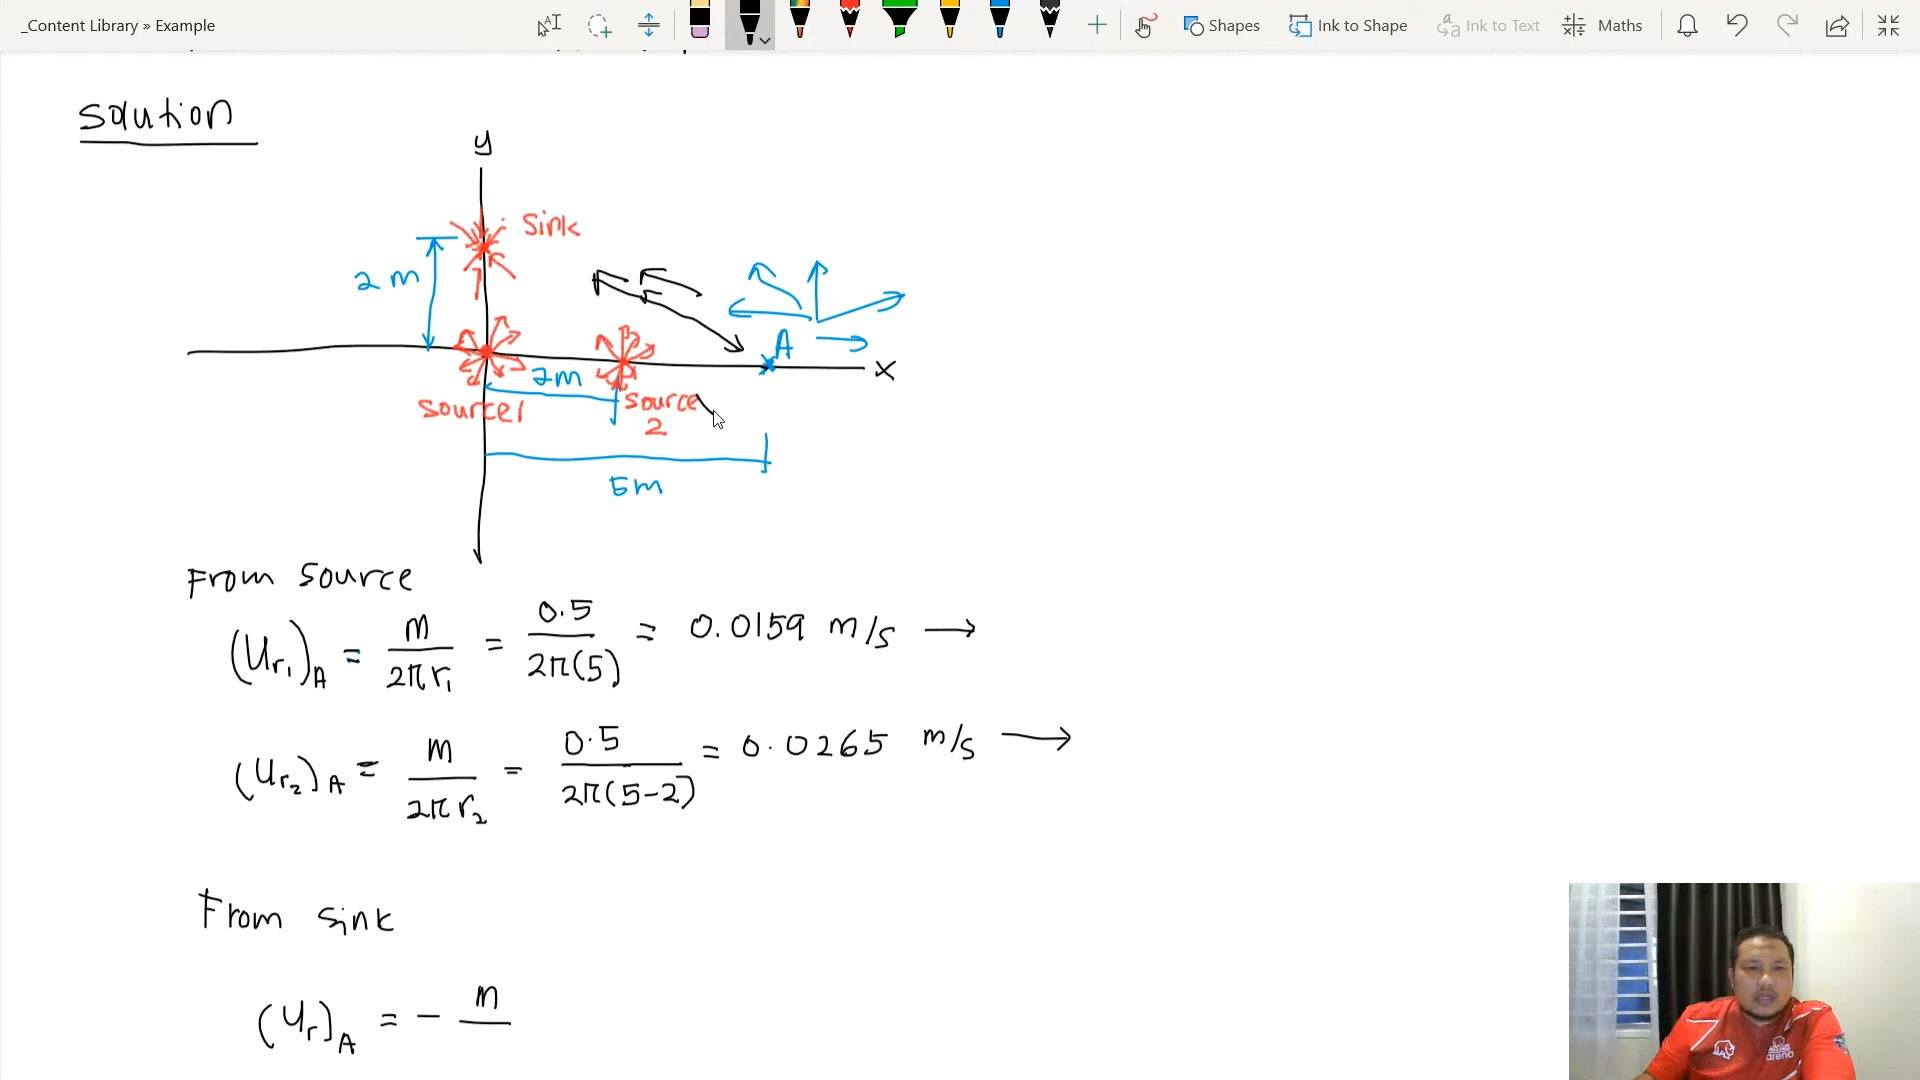 _Content Library » Example
Shapes
Ink to Shape
Ink to Text
Maths
solution
y
Sink
2 m
A
x
2m
source1
source
2
5m
From source
(Ur₁)A = m/2πr₁ = 0.5/2π(5) = 0.0159 m/s →
(Ur₂)A = m/2πr₂ = 0.5/2π(5-2) = 0.0265 m/s →
From sink
(Ur)A = - m
arena